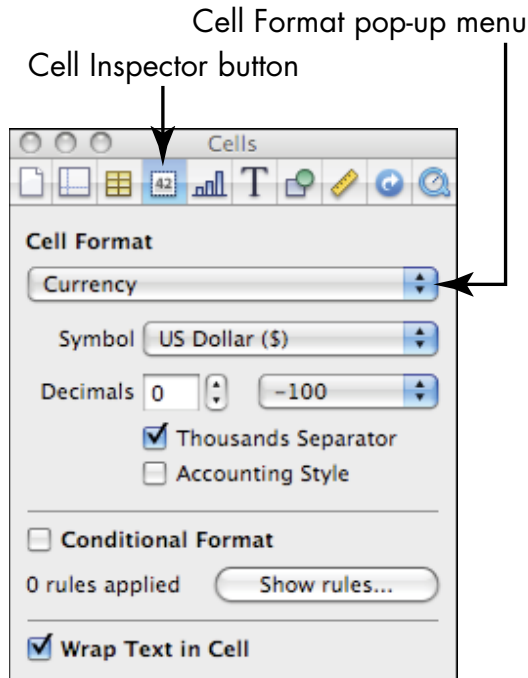 Cell Format pop-up menu
Cell Inspector button
Cells
42
T
Cell Format
Currency
Symbol US Dollar ($)
Decimals 0 -100
Thousands Separator
Accounting Style
Conditional Format
0 rules applied Show rules...
Wrap Text in Cell